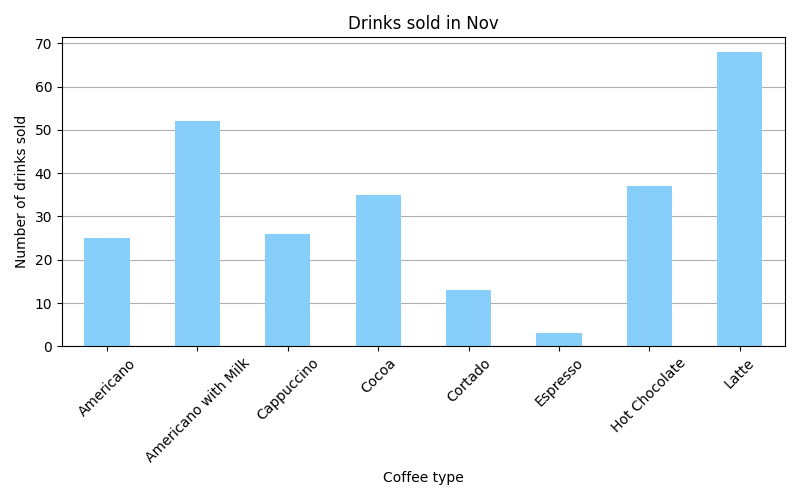 Drinks sold in Nov
Number of drinks sold
70
60
50
40
30
20
10
0
Americano
Americano with Milk
Cappuccino
Cocoa
Cortado
Espresso
Hot Chocolate
Latte
Coffee type